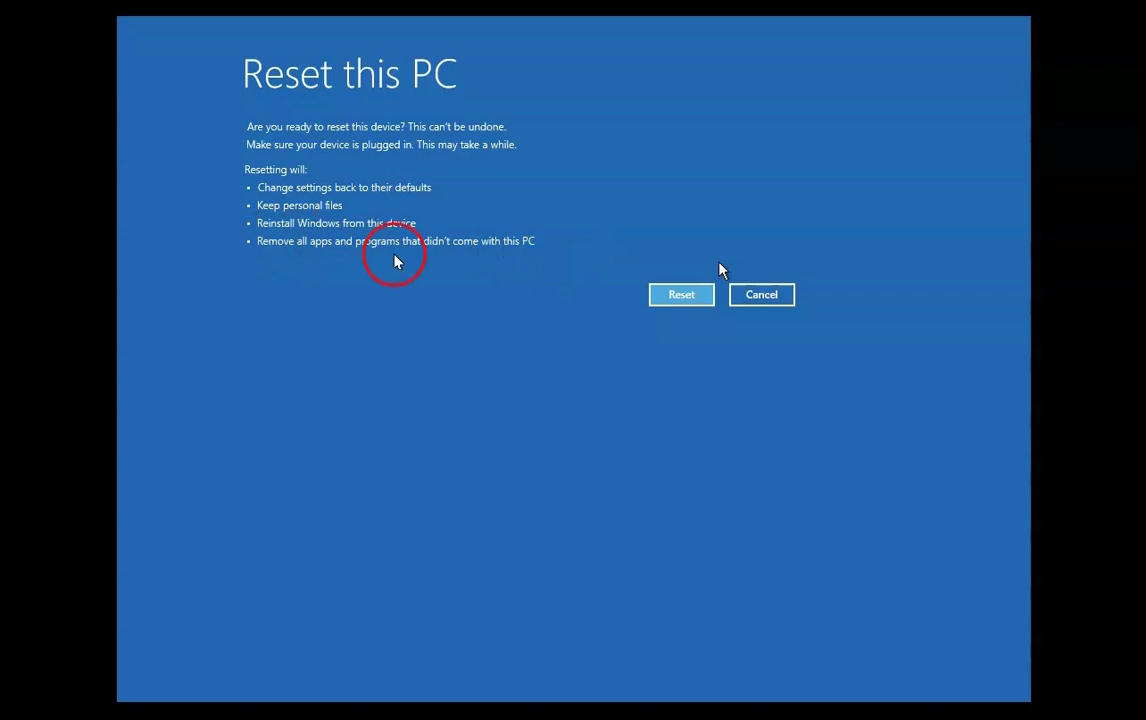 Reset this PC
Are you ready to reset this device? This can't be undone.
Make sure your device is plugged in. This may take a while.
Resetting will:
• Change settings back to their defaults
• Keep personal files
• Reinstall Windows from this device
• Remove all apps and programs that didn't come with this PC
Reset
Cancel